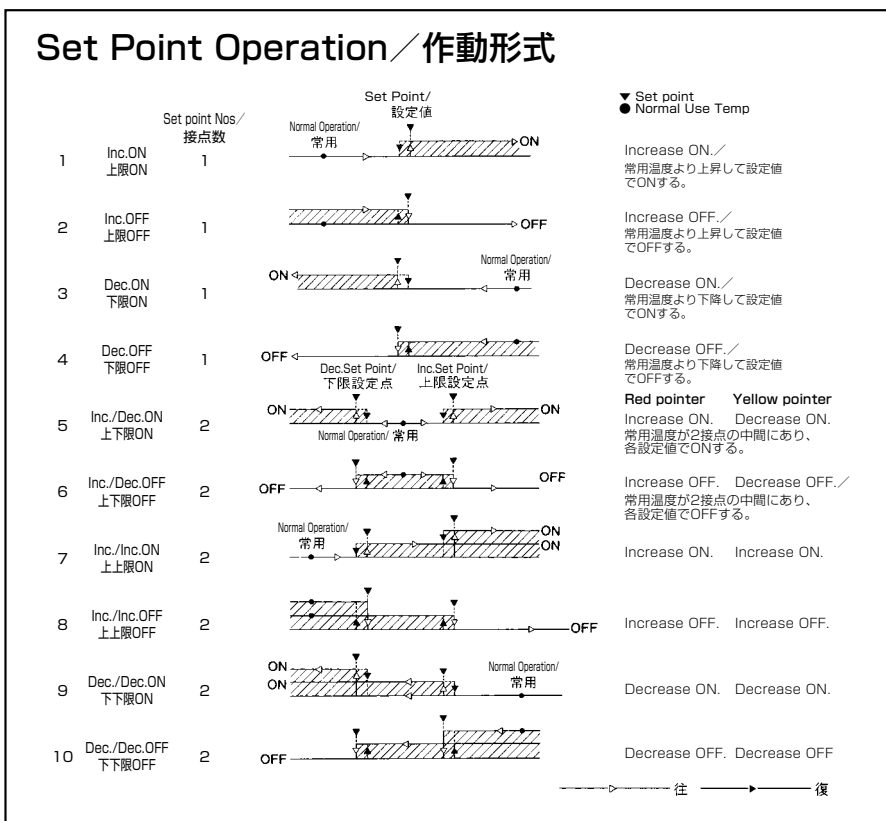 Set Point Operation／作動形式
Set Point/
設定値
▼ Set point
● Normal Use Temp
Set point Nos／
接点数
Normal Operation/
常用
ON
1 Inc.ON 1
上限ON
Increase ON.／
常用温度より上昇して設定値
でONする。
2 Inc.OFF 1
上限OFF
OFF
Increase OFF.／
常用温度より上昇して設定値
でOFFする。
Normal Operation/
常用
ON
3 Dec.ON 1
下限ON
Decrease ON.／
常用温度より下降して設定値
でONする。
4 Dec.OFF 1
下限OFF
OFF
Decrease OFF.／
常用温度より下降して設定値
でOFFする。
Dec.Set Point/ Inc.Set Point/
下限設定点 上限設定点
Red pointer Yellow pointer
ON ON
5 Inc./Dec.ON 2
上下限ON
Normal Operation/ 常用
Increase ON. Decrease ON.
常用温度が2接点の中間にあり、
各設定値でONする。
6 Inc./Dec.OFF 2
上下限OFF
OFF OFF
Increase OFF. Decrease OFF.／
常用温度が2接点の中間にあり、
各設定値でOFFする。
Normal Operation/
常用
ON
ON
7 Inc./Inc.ON 2
上上限ON
Increase ON. Increase ON.
8 Inc./Inc.OFF 2
上上限OFF
OFF
Increase OFF. Increase OFF.
ON
ON
Normal Operation/
常用
9 Dec./Dec.ON 2
下下限ON
Decrease ON. Decrease ON.
10 Dec./Dec.OFF 2
下下限OFF
OFF
Decrease OFF. Decrease OFF
往 復